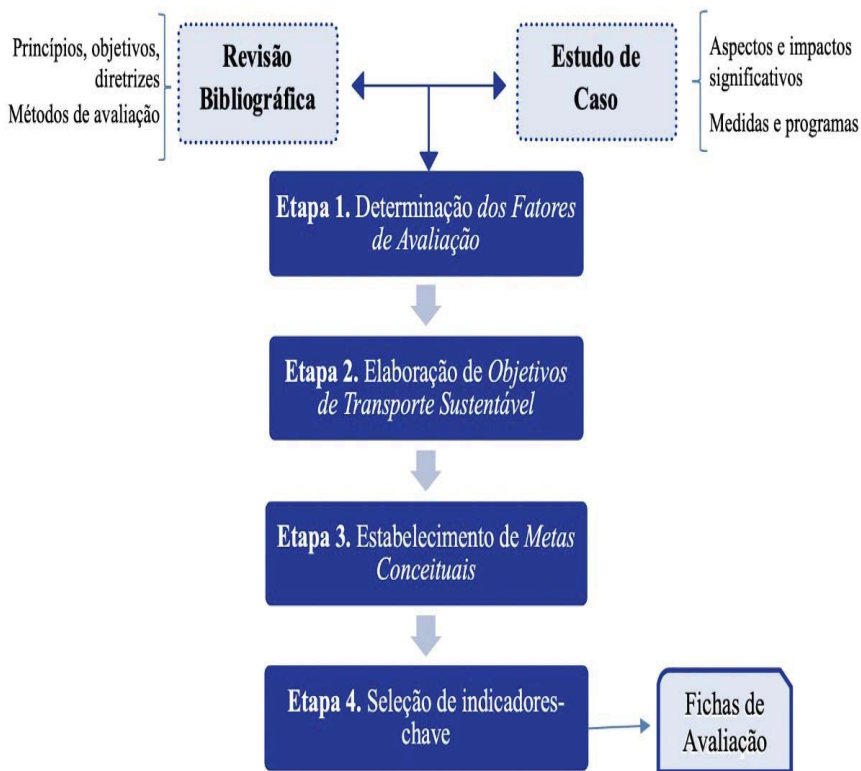 Princípios, objetivos,
diretrizes
Métodos de avaliação
Revisão
Bibliográfica
Estudo de
Caso
Aspectos e impactos
significativos
Medidas e programas
Etapa 1. Determinação dos Fatores
de Avaliação
Etapa 2. Elaboração de Objetivos
de Transporte Sustentável
Etapa 3. Estabelecimento de Metas
Conceituais
Etapa 4. Seleção de indicadores-
chave
Fichas de
Avaliação